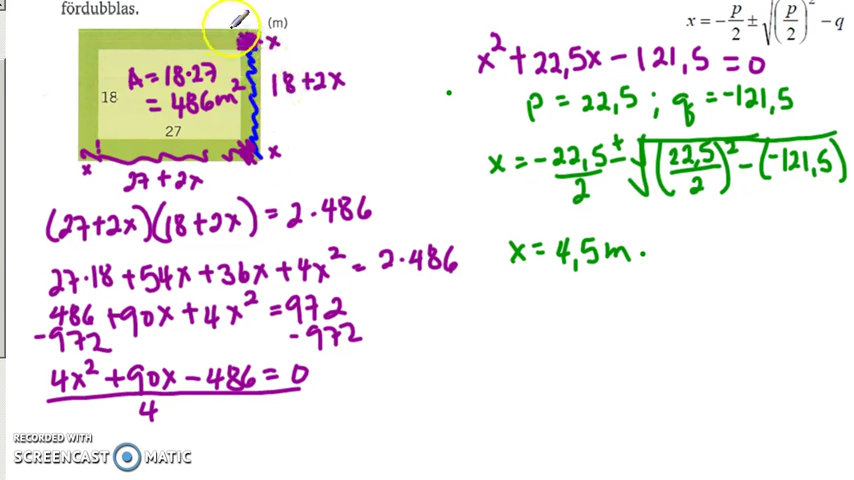 fördubblas.
(m)
x
A = 18·27
= 486m²
18
27
18+2x
x
x
27 + 2x
(27+2x)(18+2x) = 2·486
27·18 + 54x + 36x + 4x² = 2·486
486 + 90x + 4x² = 972
-972 -972
4x² + 90x - 486 = 0
4
x = -p/2 ± √((p/2)² - q)
x² + 22,5x - 121,5 = 0
p = 22,5 ; q = -121,5
x = -22,5/2 ± √((22,5/2)² - (-121,5))
x = 4,5 m.
RECORDED WITH
SCREENCAST MATIC